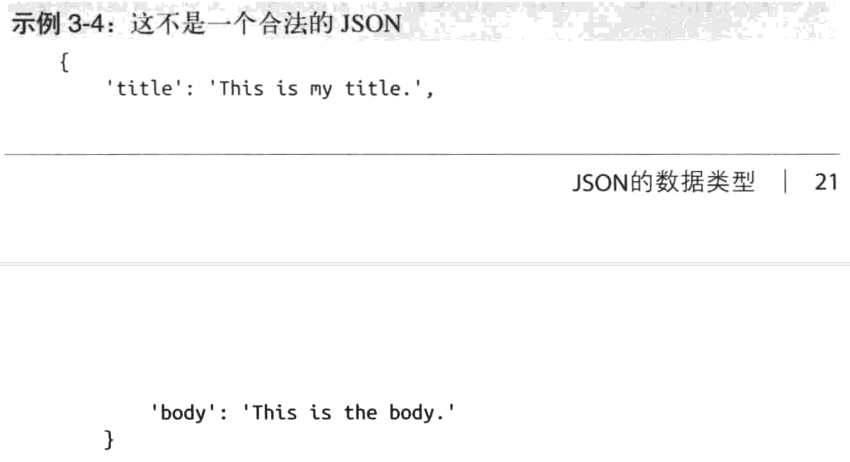 示例 3-4：这不是一个合法的 JSON
{
'title': 'This is my title.',
JSON的数据类型 | 21
'body': 'This is the body.'
}